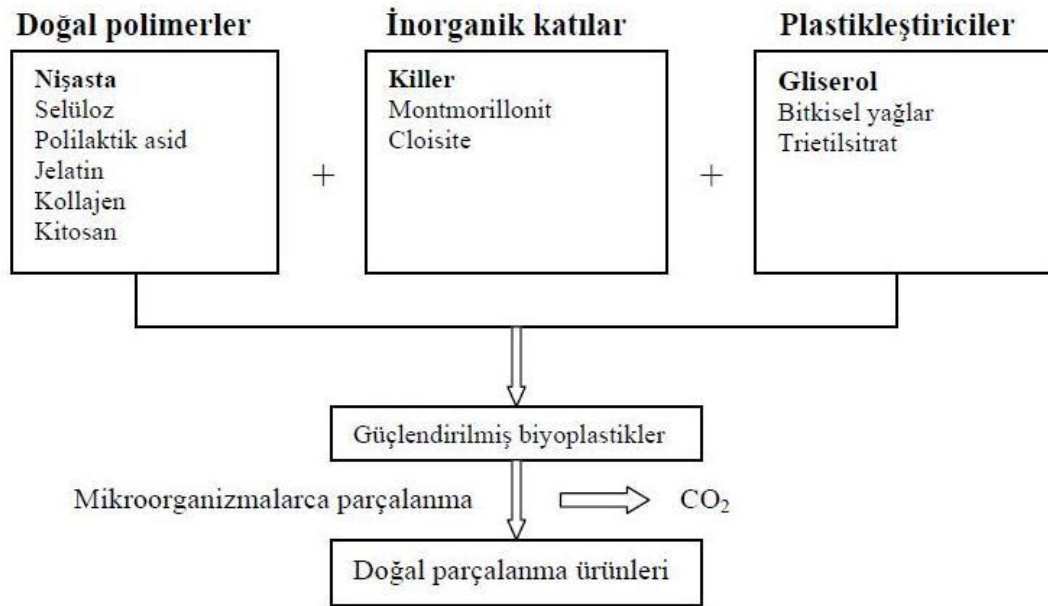 Doğal polimerler
İnorganik katılar
Plastikleştiriciler
Nişasta
Selüloz
Polilaktik asid
Jelatin
Kollajen
Kitosan
+
Killer
Montmorillonit
Cloisite
+
Gliserol
Bitkisel yağlar
Trietilsitrat
Güçlendirilmiş biyoplastikler
Mikroorganizmalarca parçalanma
CO₂
Doğal parçalanma ürünleri